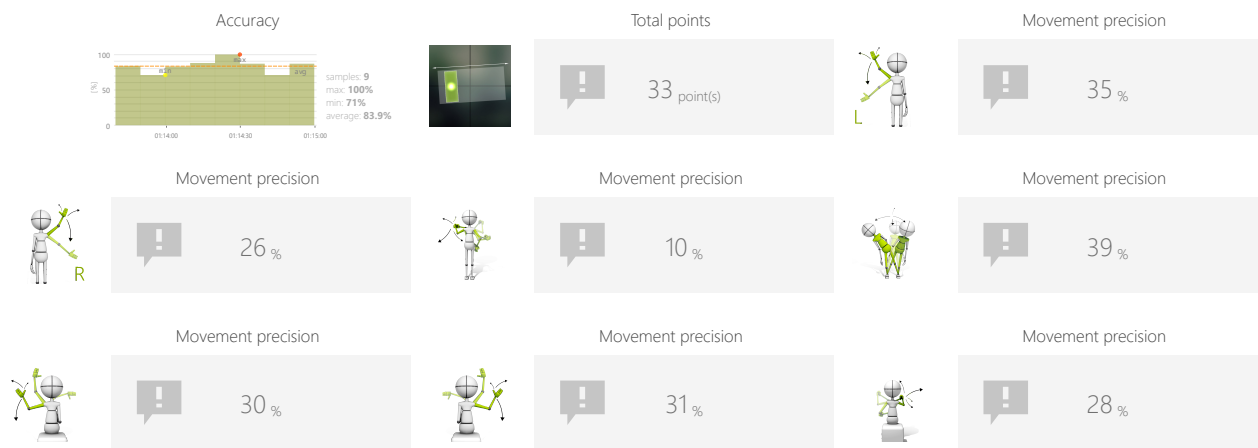 Accuracy
Total points
Movement precision
100
50
0
[%]
min
max
avg
01:14:00
01:14:30
01:15:00
samples: 9
max: 100%
min: 71%
average: 83.9%
33 point(s)
L
35 %
Movement precision
Movement precision
Movement precision
R
26 %
10 %
39 %
Movement precision
Movement precision
Movement precision
30 %
31 %
28 %